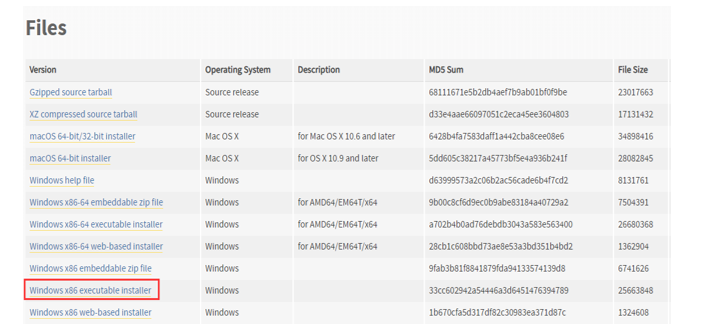 Files
Version Operating System Description MD5 Sum File Size
Gzipped source tarball Source release 68111671e5b2db4aef7b9ab01bf0f9be 23017663
XZ compressed source tarball Source release d33e4aae66097051c2eca45ee3604803 17131432
macOS 64-bit/32-bit installer Mac OS X for Mac OS X 10.6 and later 6428b4fa7583daff1a442cba8cee08e6 34898416
macOS 64-bit installer Mac OS X for OS X 10.9 and later 5dd605c38217a45773bf5e4a936b241f 28082845
Windows help file Windows d63999573a2c06b2ac56cade6b4f7cd2 8131761
Windows x86-64 embeddable zip file Windows for AMD64/EM64T/x64 9b00c8cf6d9ec0b9abe83184a40729a2 7504391
Windows x86-64 executable installer Windows for AMD64/EM64T/x64 a702b4b0ad76debdb3043a583e563400 26680368
Windows x86-64 web-based installer Windows for AMD64/EM64T/x64 28cb1c608bbd73ae8e53a3bd351b4bd2 1362904
Windows x86 embeddable zip file Windows 9fab3b81f8841879fda94133574139d8 6741626
Windows x86 executable installer Windows 33cc602942a54446a3d6451476394789 25663848
Windows x86 web-based installer Windows 1b670cfa5d317df82c30983ea371d87c 1324608